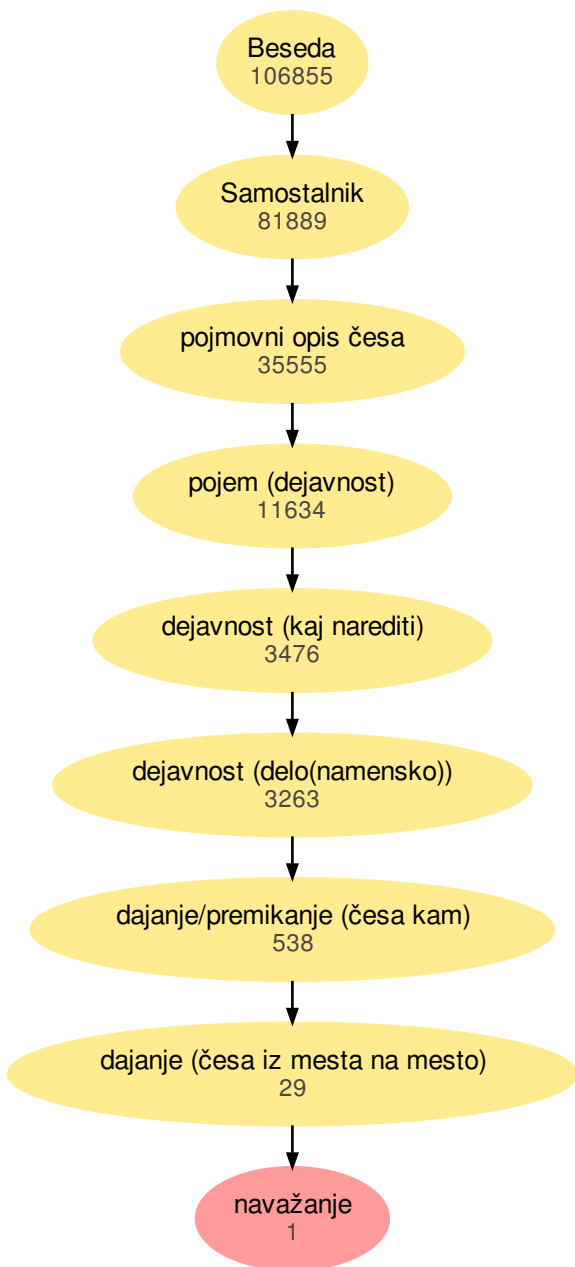 Beseda
106855
Samostalnik
81889
pojmovni opis česa
35555
pojem (dejavnost)
11634
dejavnost (kaj narediti)
3476
dejavnost (delo(namensko))
3263
dajanje/premikanje (česa kam)
538
dajanje (česa iz mesta na mesto)
29
navažanje
1